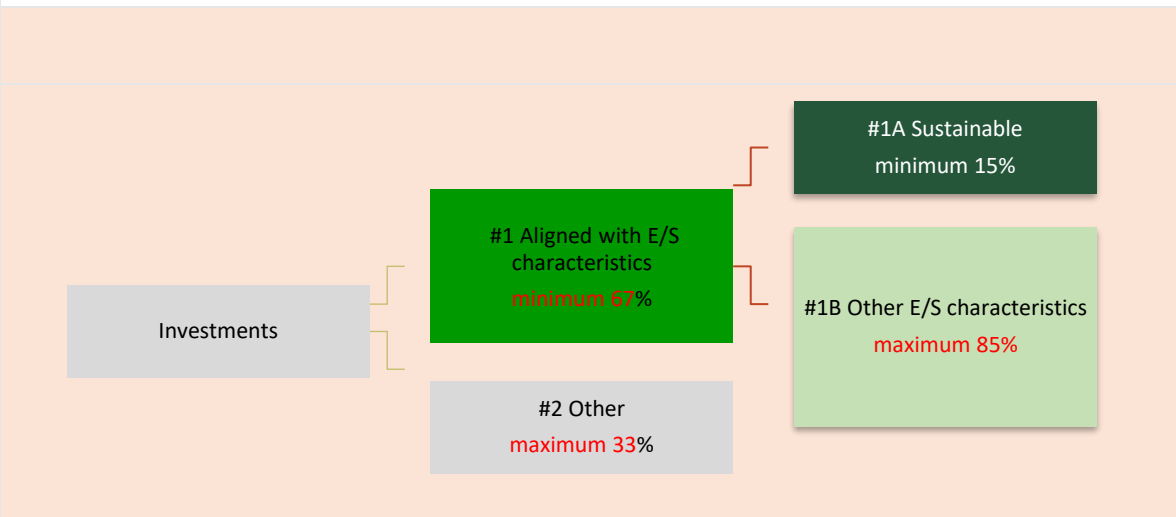 #1A Sustainable
minimum 15%
#1 Aligned with E/S
characteristics
minimum 67%
#1B Other E/S characteristics
maximum 85%
Investments
#2 Other
maximum 33%